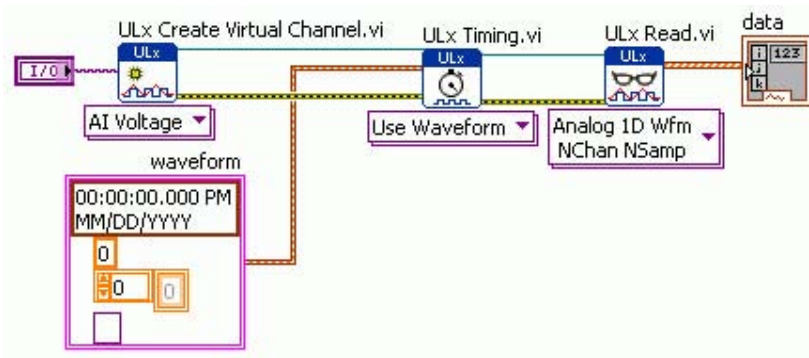 ULx Create Virtual Channel.vi
ULx Timing.vi
ULx Read.vi
data
ULx
ULx
ULx
I/O
i
123
j
k
AI Voltage
Use Waveform
Analog 1D Wfm
NChan NSamp
waveform
00:00:00.000 PM
MM/DD/YYYY
0
0
0